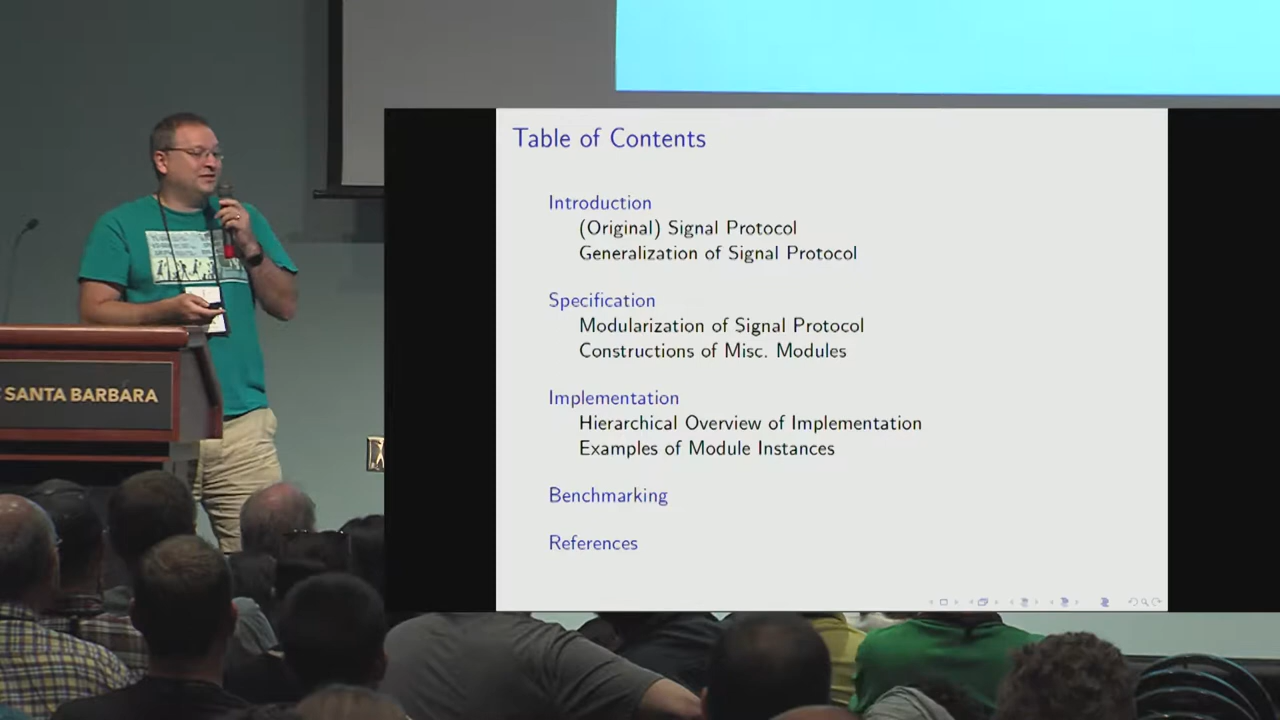 SANTA BARBARA
Table of Contents
Introduction
(Original) Signal Protocol
Generalization of Signal Protocol
Specification
Modularization of Signal Protocol
Constructions of Misc. Modules
Implementation
Hierarchical Overview of Implementation
Examples of Module Instances
Benchmarking
References